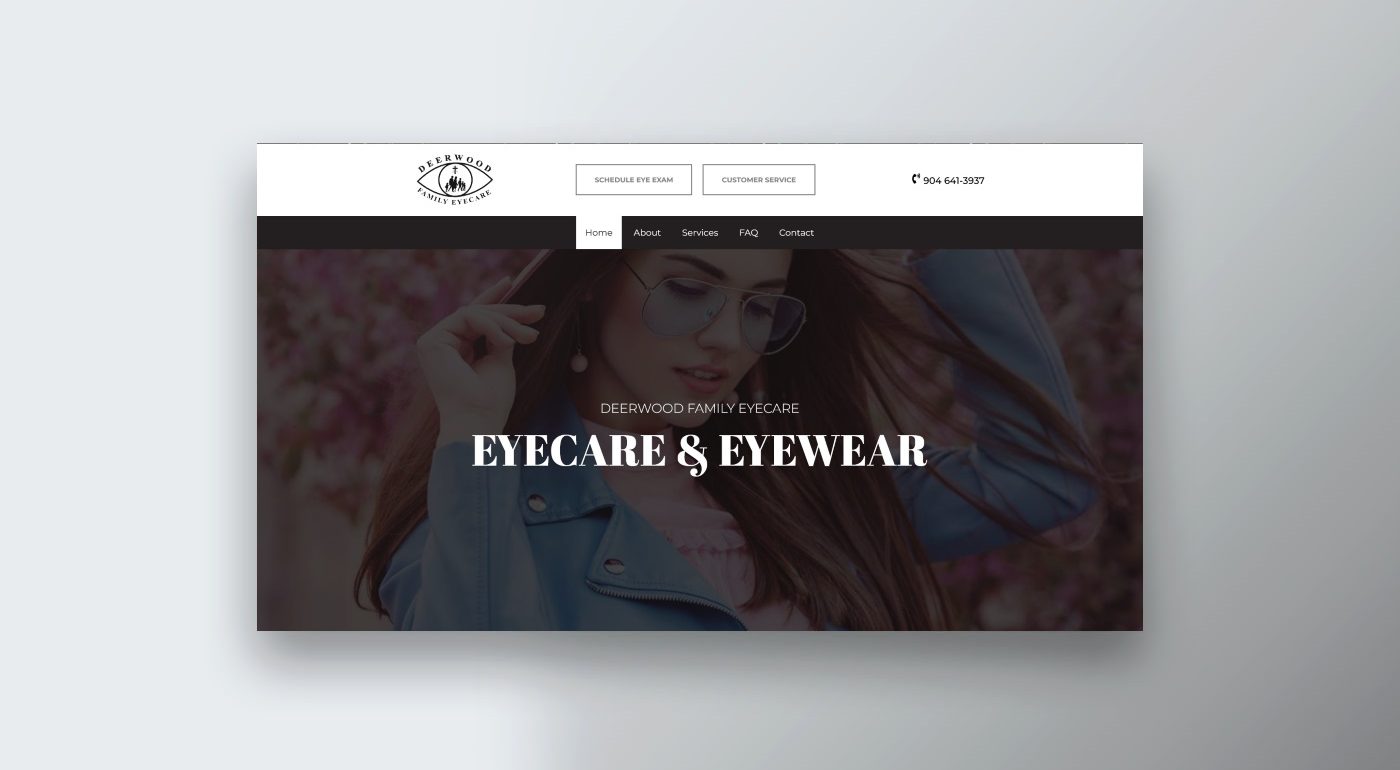 DEERWOOD
FAMILY EYECARE
SCHEDULE EYE EXAM
CUSTOMER SERVICE
904 641-3937
Home
About
Services
FAQ
Contact
DEERWOOD FAMILY EYECARE
EYECARE & EYEWEAR